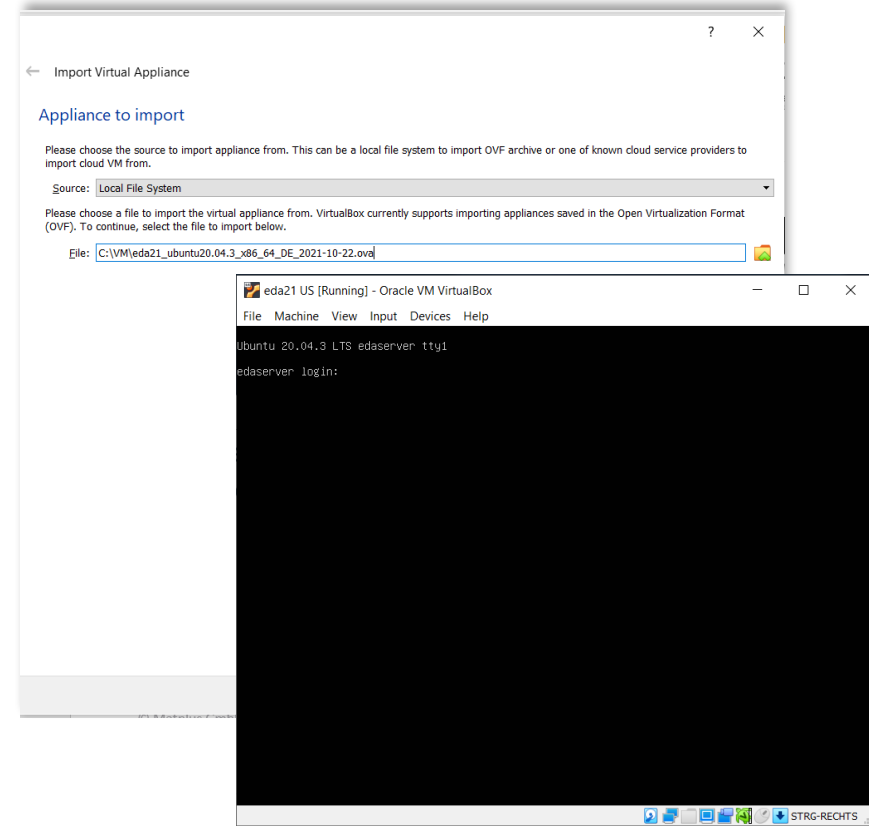 ?
Import Virtual Appliance
Appliance to import
Please choose the source to import appliance from. This can be a local file system to import OVF archive or one of known cloud service providers to
import cloud VM from.
Source: Local File System
Please choose a file to import the virtual appliance from. VirtualBox currently supports importing appliances saved in the Open Virtualization Format
(OVF). To continue, select the file to import below.
File: C:\VM\eda21_ubuntu20.04.3_x86_64_DE_2021-10-22.ova
eda21 US [Running] - Oracle VM VirtualBox
File Machine View Input Devices Help
Ubuntu 20.04.3 LTS edaserver tty1
edaserver login:
STRG-RECHTS